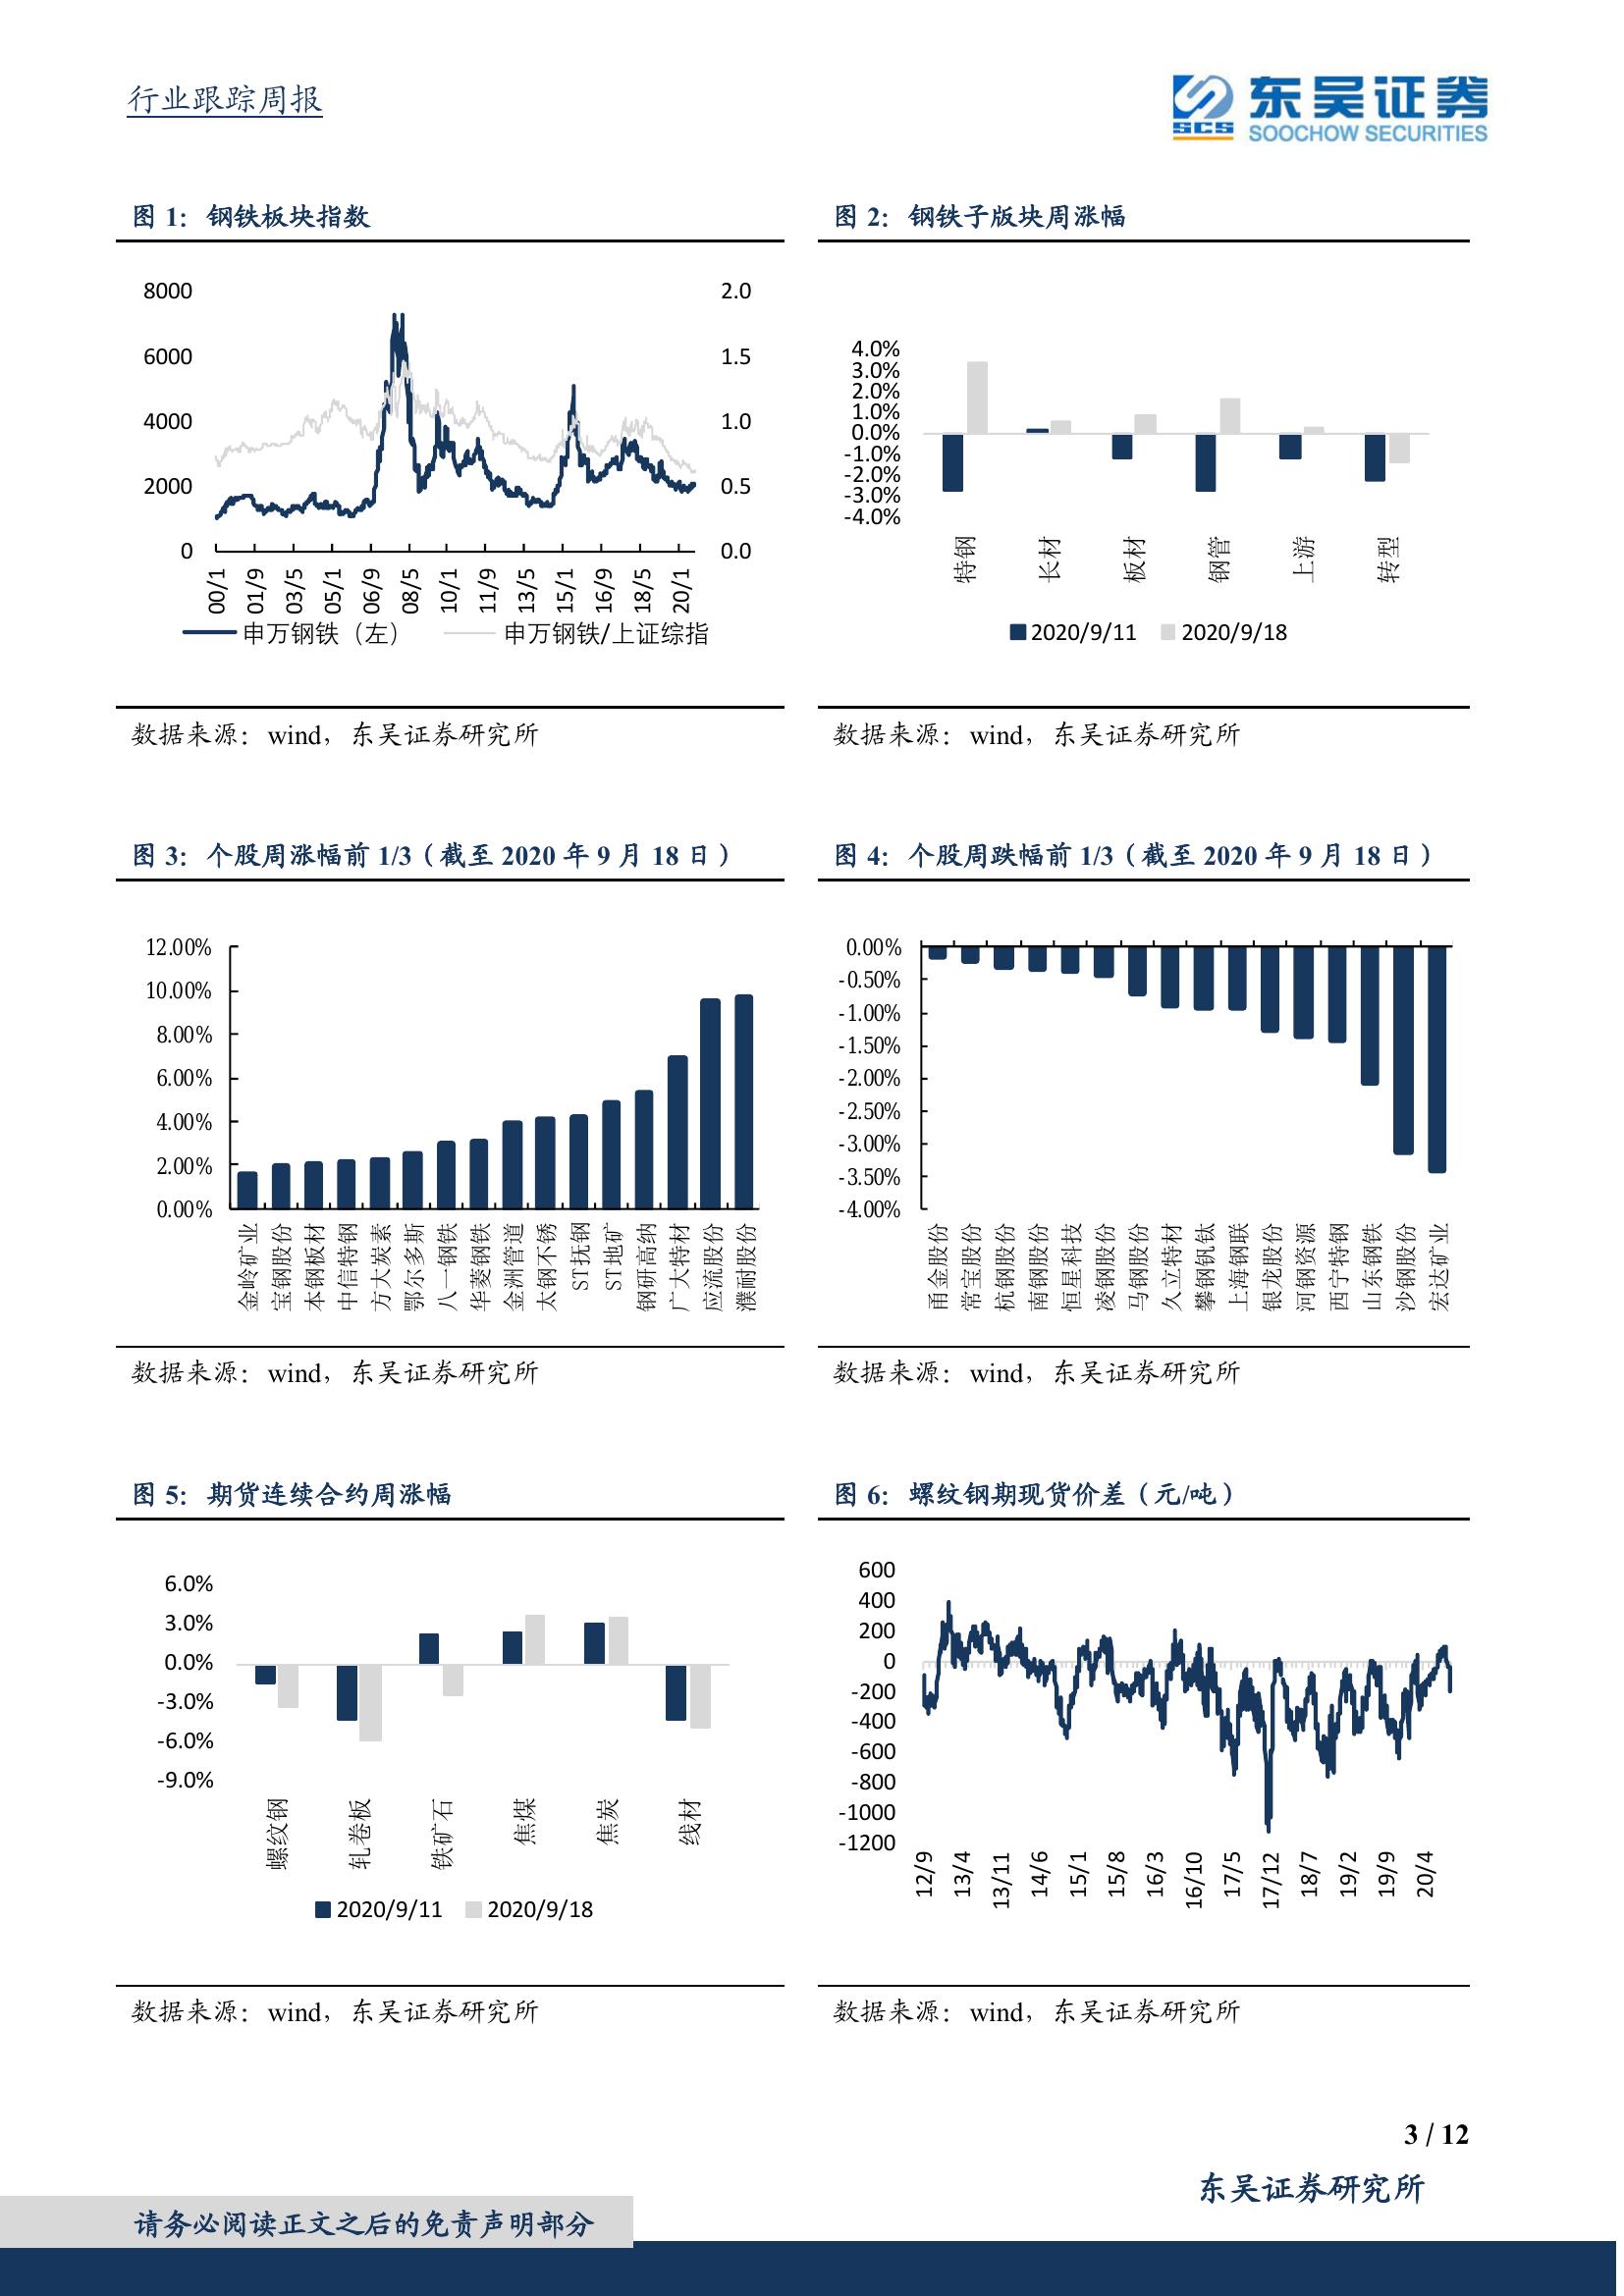 行业跟踪周报
东吴证券
SCS
SOOCHOW SECURITIES
图 1：钢铁板块指数
8000
6000
4000
2000
0
2.0
1.5
1.0
0.5
0.0
00/1 01/9 03/5 05/1 06/9 08/5 10/1 11/9 13/5 15/1 16/9 18/5 20/1
申万钢铁（左） 申万钢铁/上证综指
数据来源：wind，东吴证券研究所
图 2：钢铁子版块周涨幅
4.0%
3.0%
2.0%
1.0%
0.0%
-1.0%
-2.0%
-3.0%
-4.0%
特钢 长材 板材 钢管 上游 转型
2020/9/11 2020/9/18
数据来源：wind，东吴证券研究所
图 3：个股周涨幅前 1/3（截至 2020 年 9 月 18 日）
12.00%
10.00%
8.00%
6.00%
4.00%
2.00%
0.00%
金岭矿业 宝钢股份 本钢板材 中信特钢 方大炭素 鄂尔多斯 八一钢铁 华菱钢铁 金洲管道 太钢不锈 ST抚钢 ST地矿 钢研高纳 广大特材 应流股份 濮耐股份
数据来源：wind，东吴证券研究所
图 4：个股周跌幅前 1/3（截至 2020 年 9 月 18 日）
0.00%
-0.50%
-1.00%
-1.50%
-2.00%
-2.50%
-3.00%
-3.50%
-4.00%
甬金股份 常宝股份 杭钢股份 南钢股份 恒星科技 凌钢股份 马钢股份 久立特材 攀钢钒钛 上海钢联 银龙股份 河钢资源 西宁特钢 山东钢铁 沙钢股份 宏达矿业
数据来源：wind，东吴证券研究所
图 5：期货连续合约周涨幅
6.0%
3.0%
0.0%
-3.0%
-6.0%
-9.0%
螺纹钢 轧卷板 铁矿石 焦煤 焦炭 线材
2020/9/11 2020/9/18
数据来源：wind，东吴证券研究所
图 6：螺纹钢期现货价差（元/吨）
600
400
200
0
-200
-400
-600
-800
-1000
-1200
12/9 13/4 13/11 14/6 15/1 15/8 16/3 16/10 17/5 17/12 18/7 19/2 19/9 20/4
数据来源：wind，东吴证券研究所
3 / 12
东吴证券研究所
请务必阅读正文之后的免责声明部分